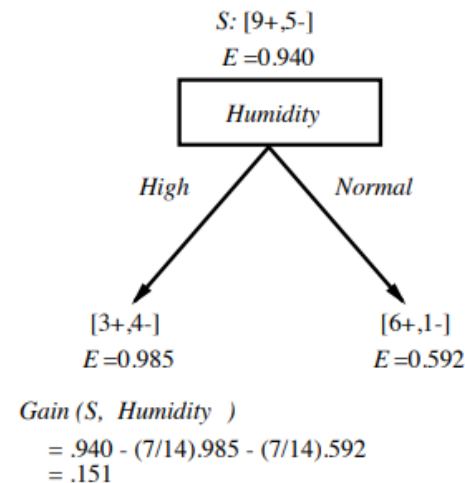 S: [9+,5-]
E =0.940
Humidity
High
Normal
[3+,4-]
[6+,1-]
E =0.985
E =0.592
Gain (S, Humidity )
= .940 - (7/14).985 - (7/14).592
= .151